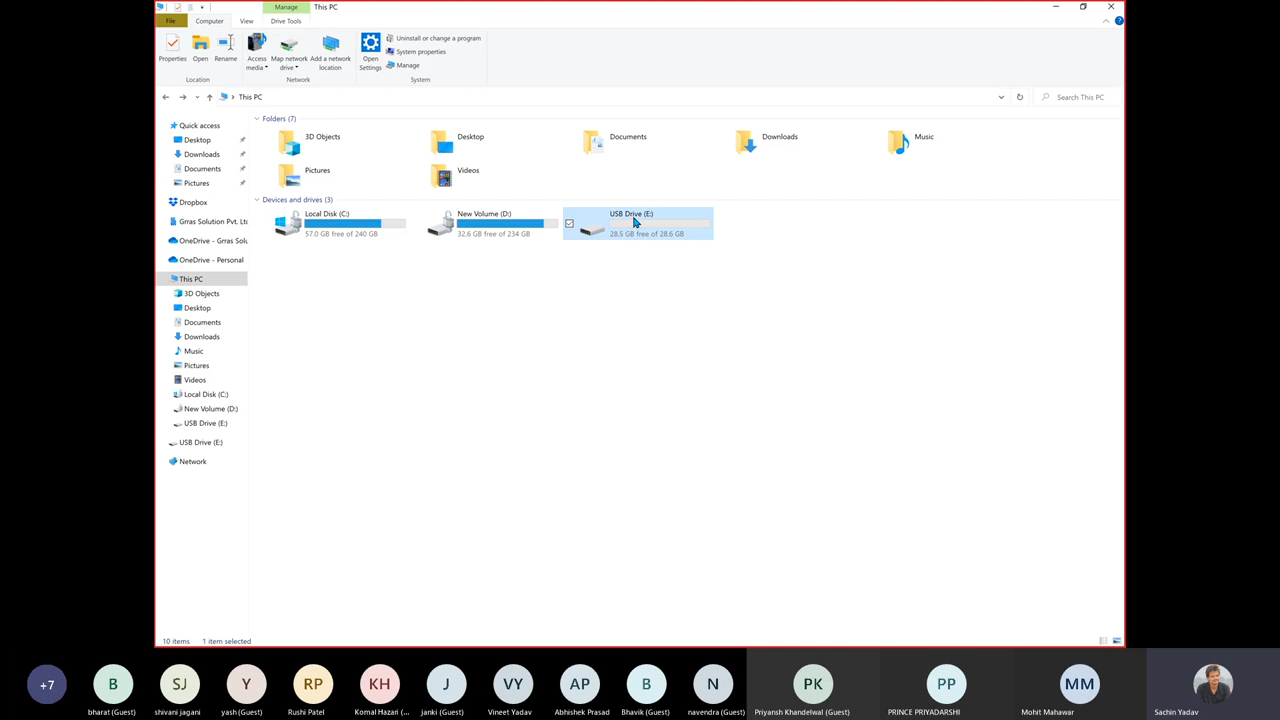 Manage This PC
File Computer View Drive Tools
Properties Open Rename Access media Map network drive Add a network location Open Settings Uninstall or change a program
System properties
Manage
Location Network System
This PC Search This PC
Quick access
Desktop
Downloads
Documents
Pictures
Dropbox
Grras Solution Pvt. Ltd
OneDrive - Grras Solu
OneDrive - Personal
This PC
3D Objects
Desktop
Documents
Downloads
Music
Pictures
Videos
Local Disk (C:)
New Volume (D:)
USB Drive (E:)
USB Drive (E:)
Network
Folders (7)
3D Objects Desktop Documents Downloads Music
Pictures Videos
Devices and drives (3)
Local Disk (C:) New Volume (D:) USB Drive (E:)
57.0 GB free of 240 GB 32.6 GB free of 234 GB 28.5 GB free of 28.6 GB
10 items 1 item selected
+7 B SJ Y RP KH J VY AP B N PK PP MM
bharat (Guest) shivani jagani yash (Guest) Rushi Patel Komal Hazari (... janki (Guest) Vineet Yadav Abhishek Prasad Bhavik (Guest) navendra (Guest) Priyansh Khandelwal (Guest) PRINCE PRIYADARSHI Mohit Mahawar Sachin Yadav